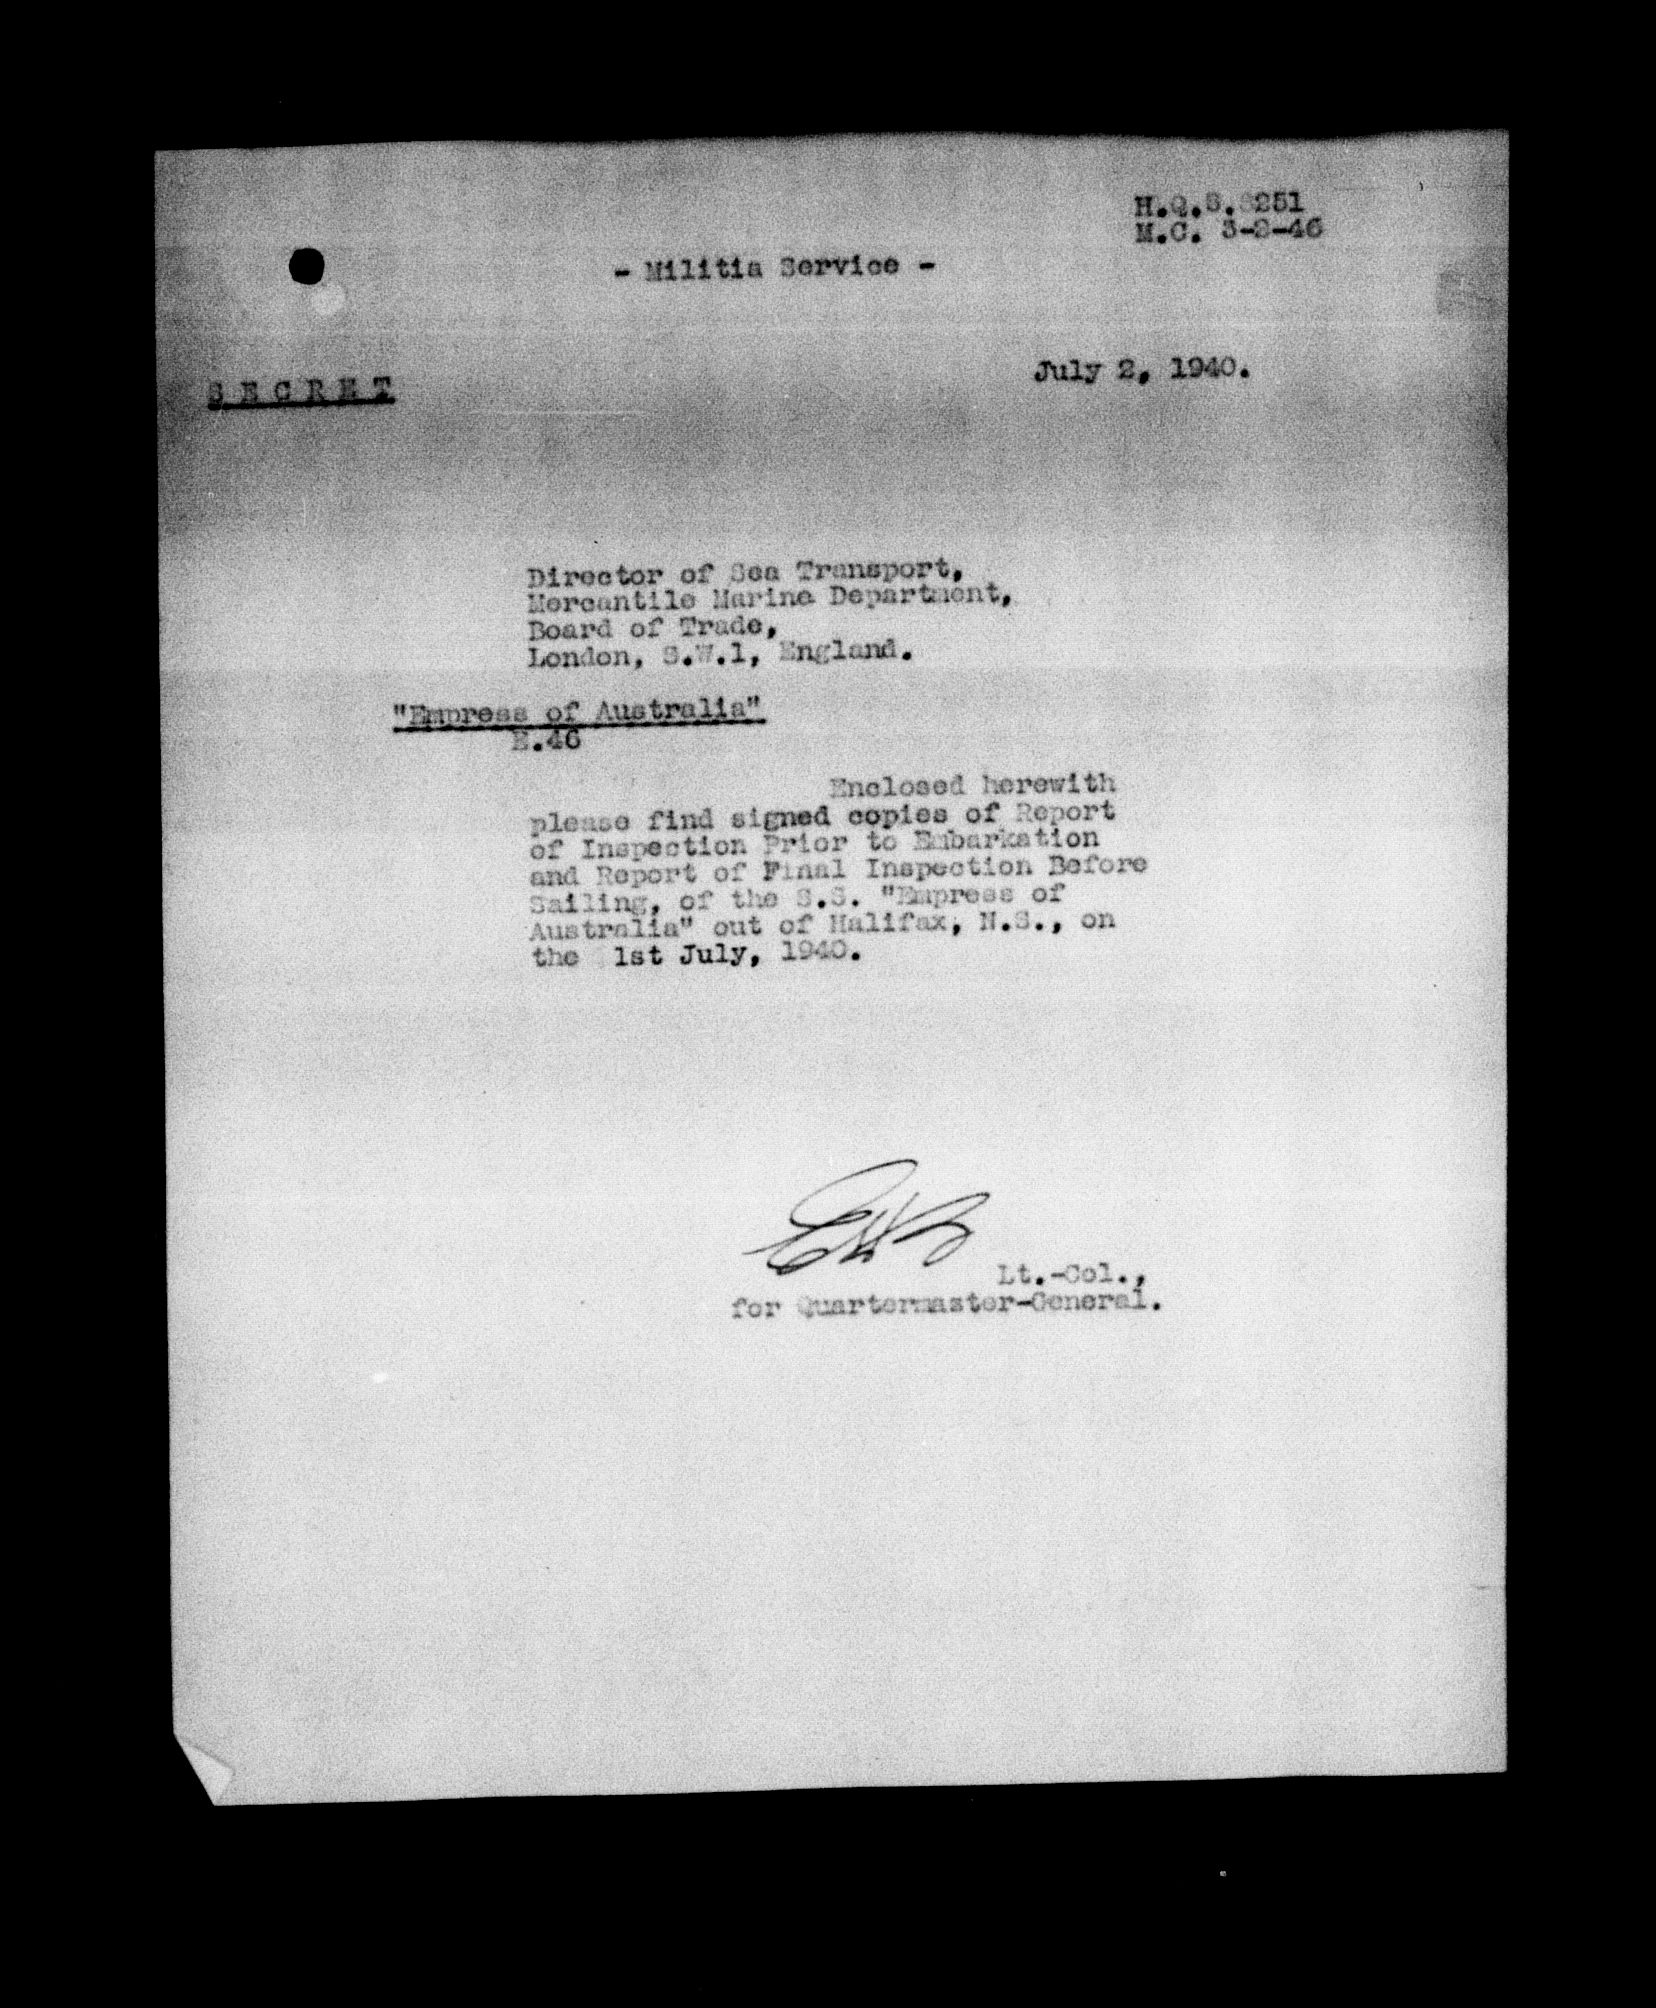 H.Q.S. 8251
M.C. 3-2-46
- Militia Service -
July 2, 1940.
S E C R E T
Director of Sea Transport,
Mercantile Marine Department,
Board of Trade,
London, S.W.1, England.
"Empress of Australia"
E.46
Enclosed herewith
please find signed copies of Report
of Inspection Prior to Embarkation
and Report of Final Inspection Before
Sailing, of the S.S. "Empress of
Australia" out of Halifax, N.S., on
the 1st July, 1940.
Lt.-Col.,
for Quartermaster-General.